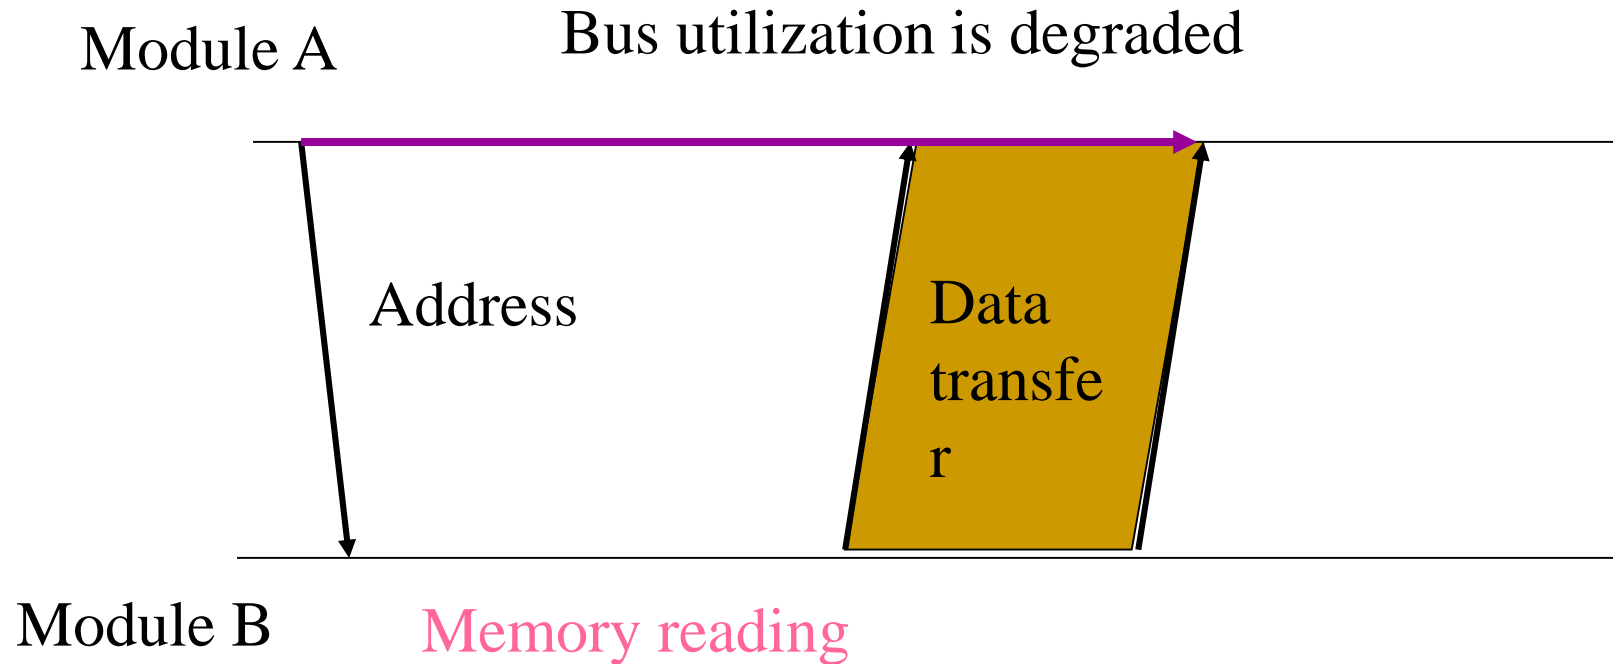 Module A
Bus utilization is degraded
Address
Data
transfe
r
Module B
Memory reading